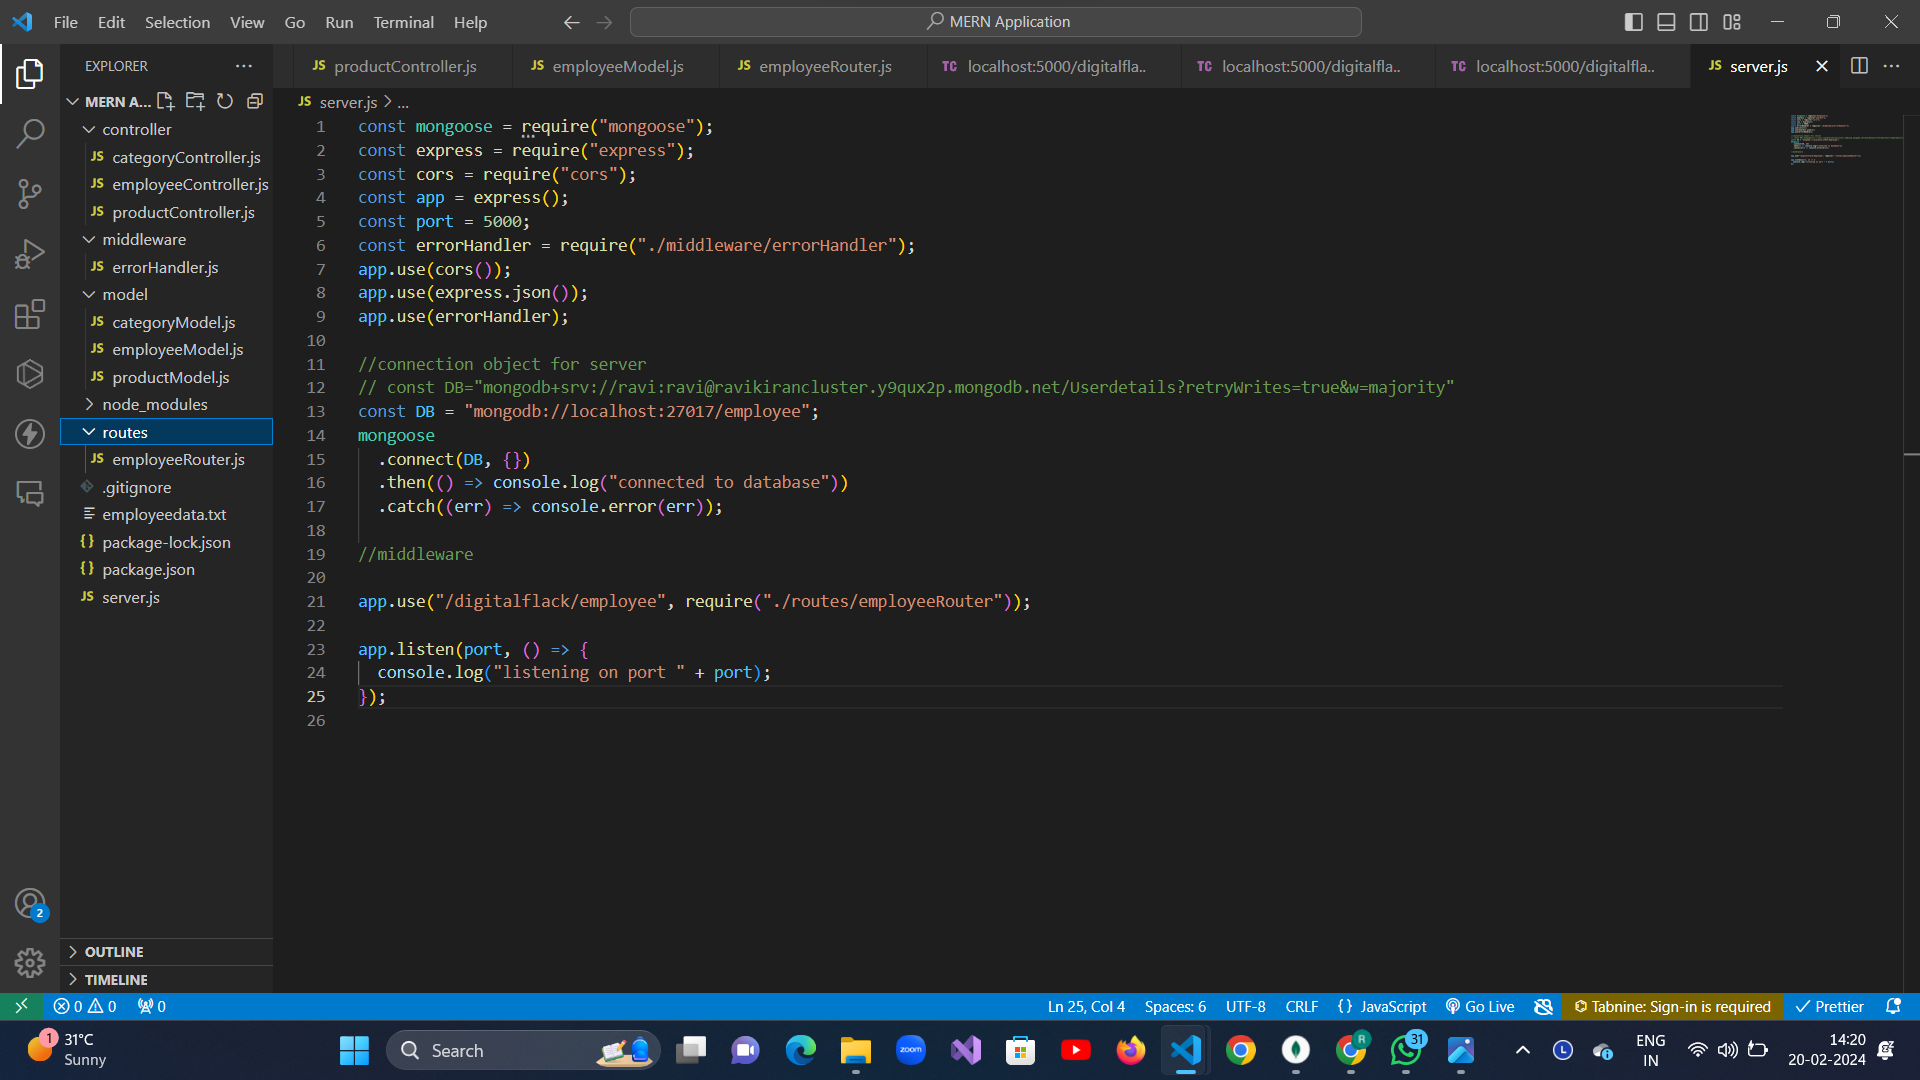 File Edit Selection View Go Run Terminal Help
MERN Application
EXPLORER
JS productController.js
JS employeeModel.js
JS employeeRouter.js
TC localhost:5000/digitalfla..
TC localhost:5000/digitalfla..
TC localhost:5000/digitalfla..
JS server.js
MERN A...
controller
JS categoryController.js
JS employeeController.js
JS productController.js
middleware
JS errorHandler.js
model
JS categoryModel.js
JS employeeModel.js
JS productModel.js
node_modules
routes
JS employeeRouter.js
.gitignore
employeedata.txt
{} package-lock.json
{} package.json
JS server.js
OUTLINE
TIMELINE
JS server.js > ...
1 const mongoose = require("mongoose");
2 const express = require("express");
3 const cors = require("cors");
4 const app = express();
5 const port = 5000;
6 const errorHandler = require("./middleware/errorHandler");
7 app.use(cors());
8 app.use(express.json());
9 app.use(errorHandler);
10
11 //connection object for server
12 // const DB="mongodb+srv://ravi:ravi@ravikirancluster.y9qux2p.mongodb.net/Userdetails?retryWrites=true&w=majority"
13 const DB = "mongodb://localhost:27017/employee";
14 mongoose
15 .connect(DB, {})
16 .then(() => console.log("connected to database"))
17 .catch((err) => console.error(err));
18
19 //middleware
20
21 app.use("/digitalflack/employee", require("./routes/employeeRouter"));
22
23 app.listen(port, () => {
24 console.log("listening on port " + port);
25 });
26
2
0 0 0
Ln 25, Col 4 Spaces: 6 UTF-8 CRLF {} JavaScript Go Live Tabnine: Sign-in is required Prettier
1
31°C
Sunny
Search
zoom
R
31
ENG
IN
14:20
20-02-2024